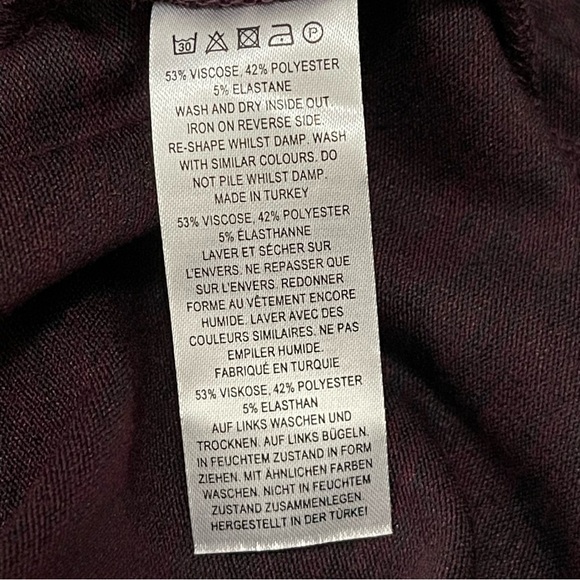 30 P
53% VISCOSE, 42% POLYESTER
5% ELASTANE
WASH AND DRY INSIDE OUT.
IRON ON REVERSE SIDE.
RE-SHAPE WHILST DAMP. WASH
WITH SIMILAR COLOURS. DO
NOT PILE WHILST DAMP.
MADE IN TURKEY
53% VISCOSE, 42% POLYESTER
5% ÉLASTHANNE
LAVER ET SÉCHER SUR
L'ENVERS. NE REPASSER QUE
SUR L'ENVERS. REDONNER
FORME AU VÊTEMENT ENCORE
HUMIDE. LAVER AVEC DES
COULEURS SIMILAIRES. NE PAS
EMPILER HUMIDE.
FABRIQUÉ EN TURQUIE
53% VISKOSE, 42% POLYESTER
5% ELASTHAN
AUF LINKS WASCHEN UND
TROCKNEN. AUF LINKS BÜGELN.
IN FEUCHTEM ZUSTAND IN FORM
ZIEHEN. MIT ÄHNLICHEN FARBEN
WASCHEN. NICHT IN FEUCHTEM
ZUSTAND ZUSAMMENLEGEN.
HERGESTELLT IN DER TÜRKEI